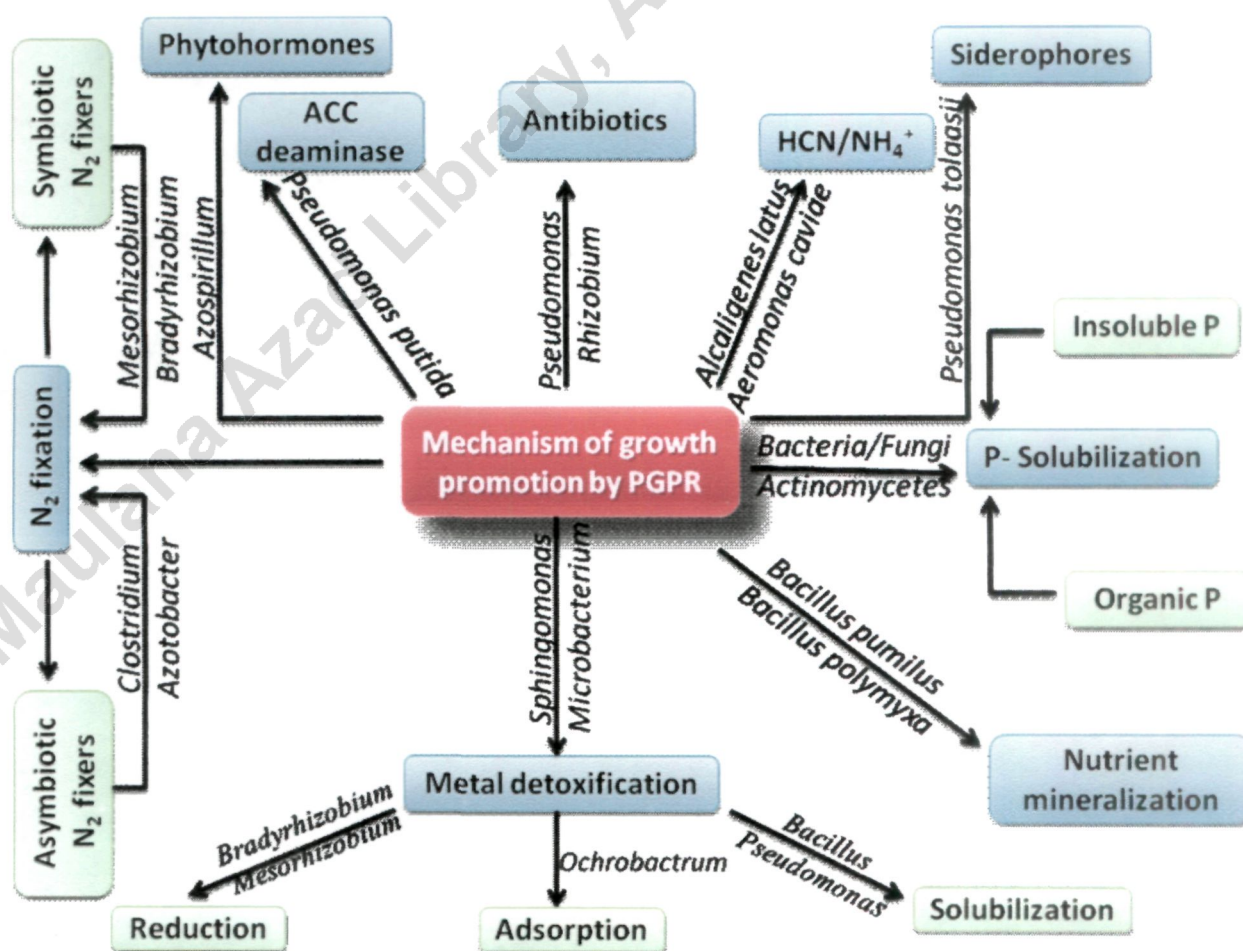 Phytohormones
Siderophores
ACC
deaminase
Antibiotics
HCN/NH₄⁺
Symbiotic
N₂ fixers
Mesorhizobium
Bradyrhizobium
Azospirillum
Pseudomonas putida
Pseudomonas
Rhizobium
Alcaligenes latus
Aeromonas caviae
Pseudomonas tolaasii
Insoluble P
N₂ fixation
Mechanism of growth
promotion by PGPR
Bacteria/Fungi
Actinomycetes
P- Solubilization
Organic P
Clostridium
Azotobacter
Sphingomonas
Microbacterium
Bacillus pumilus
Bacillus polymyxa
Asymbiotic
N₂ fixers
Metal detoxification
Nutrient
mineralization
Bradyrhizobium
Mesorhizobium
Ochrobactrum
Bacillus
Pseudomonas
Reduction
Adsorption
Solubilization
Maulana Azad Library, A